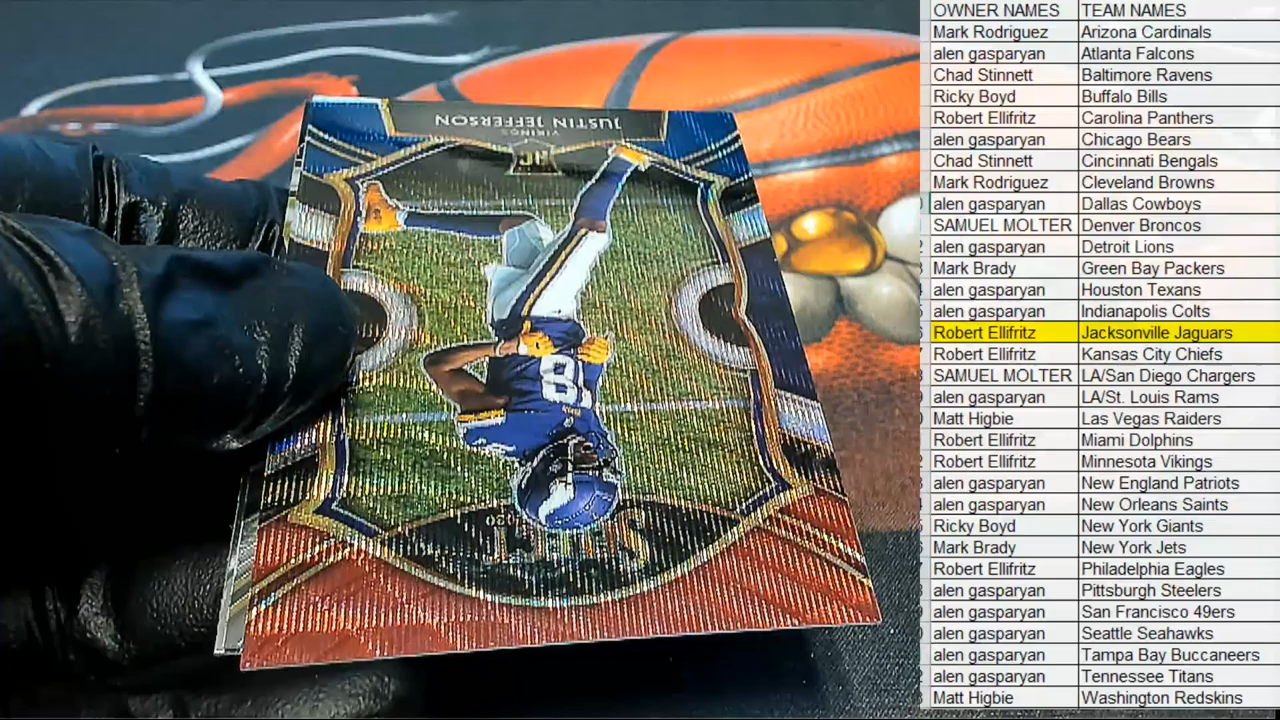 JUSTIN JEFFERSON
VIKINGS
RC
18
2020
OWNER NAMES TEAM NAMES
Mark Rodriguez Arizona Cardinals
alen gasparyan Atlanta Falcons
Chad Stinnett Baltimore Ravens
Ricky Boyd Buffalo Bills
Robert Ellifritz Carolina Panthers
alen gasparyan Chicago Bears
Chad Stinnett Cincinnati Bengals
Mark Rodriguez Cleveland Browns
alen gasparyan Dallas Cowboys
SAMUEL MOLTER Denver Broncos
alen gasparyan Detroit Lions
Mark Brady Green Bay Packers
alen gasparyan Houston Texans
alen gasparyan Indianapolis Colts
Robert Ellifritz Jacksonville Jaguars
Robert Ellifritz Kansas City Chiefs
SAMUEL MOLTER LA/San Diego Chargers
alen gasparyan LA/St. Louis Rams
Matt Higbie Las Vegas Raiders
Robert Ellifritz Miami Dolphins
Robert Ellifritz Minnesota Vikings
alen gasparyan New England Patriots
alen gasparyan New Orleans Saints
Ricky Boyd New York Giants
Mark Brady New York Jets
Robert Ellifritz Philadelphia Eagles
alen gasparyan Pittsburgh Steelers
alen gasparyan San Francisco 49ers
alen gasparyan Seattle Seahawks
alen gasparyan Tampa Bay Buccaneers
alen gasparyan Tennessee Titans
Matt Higbie Washington Redskins